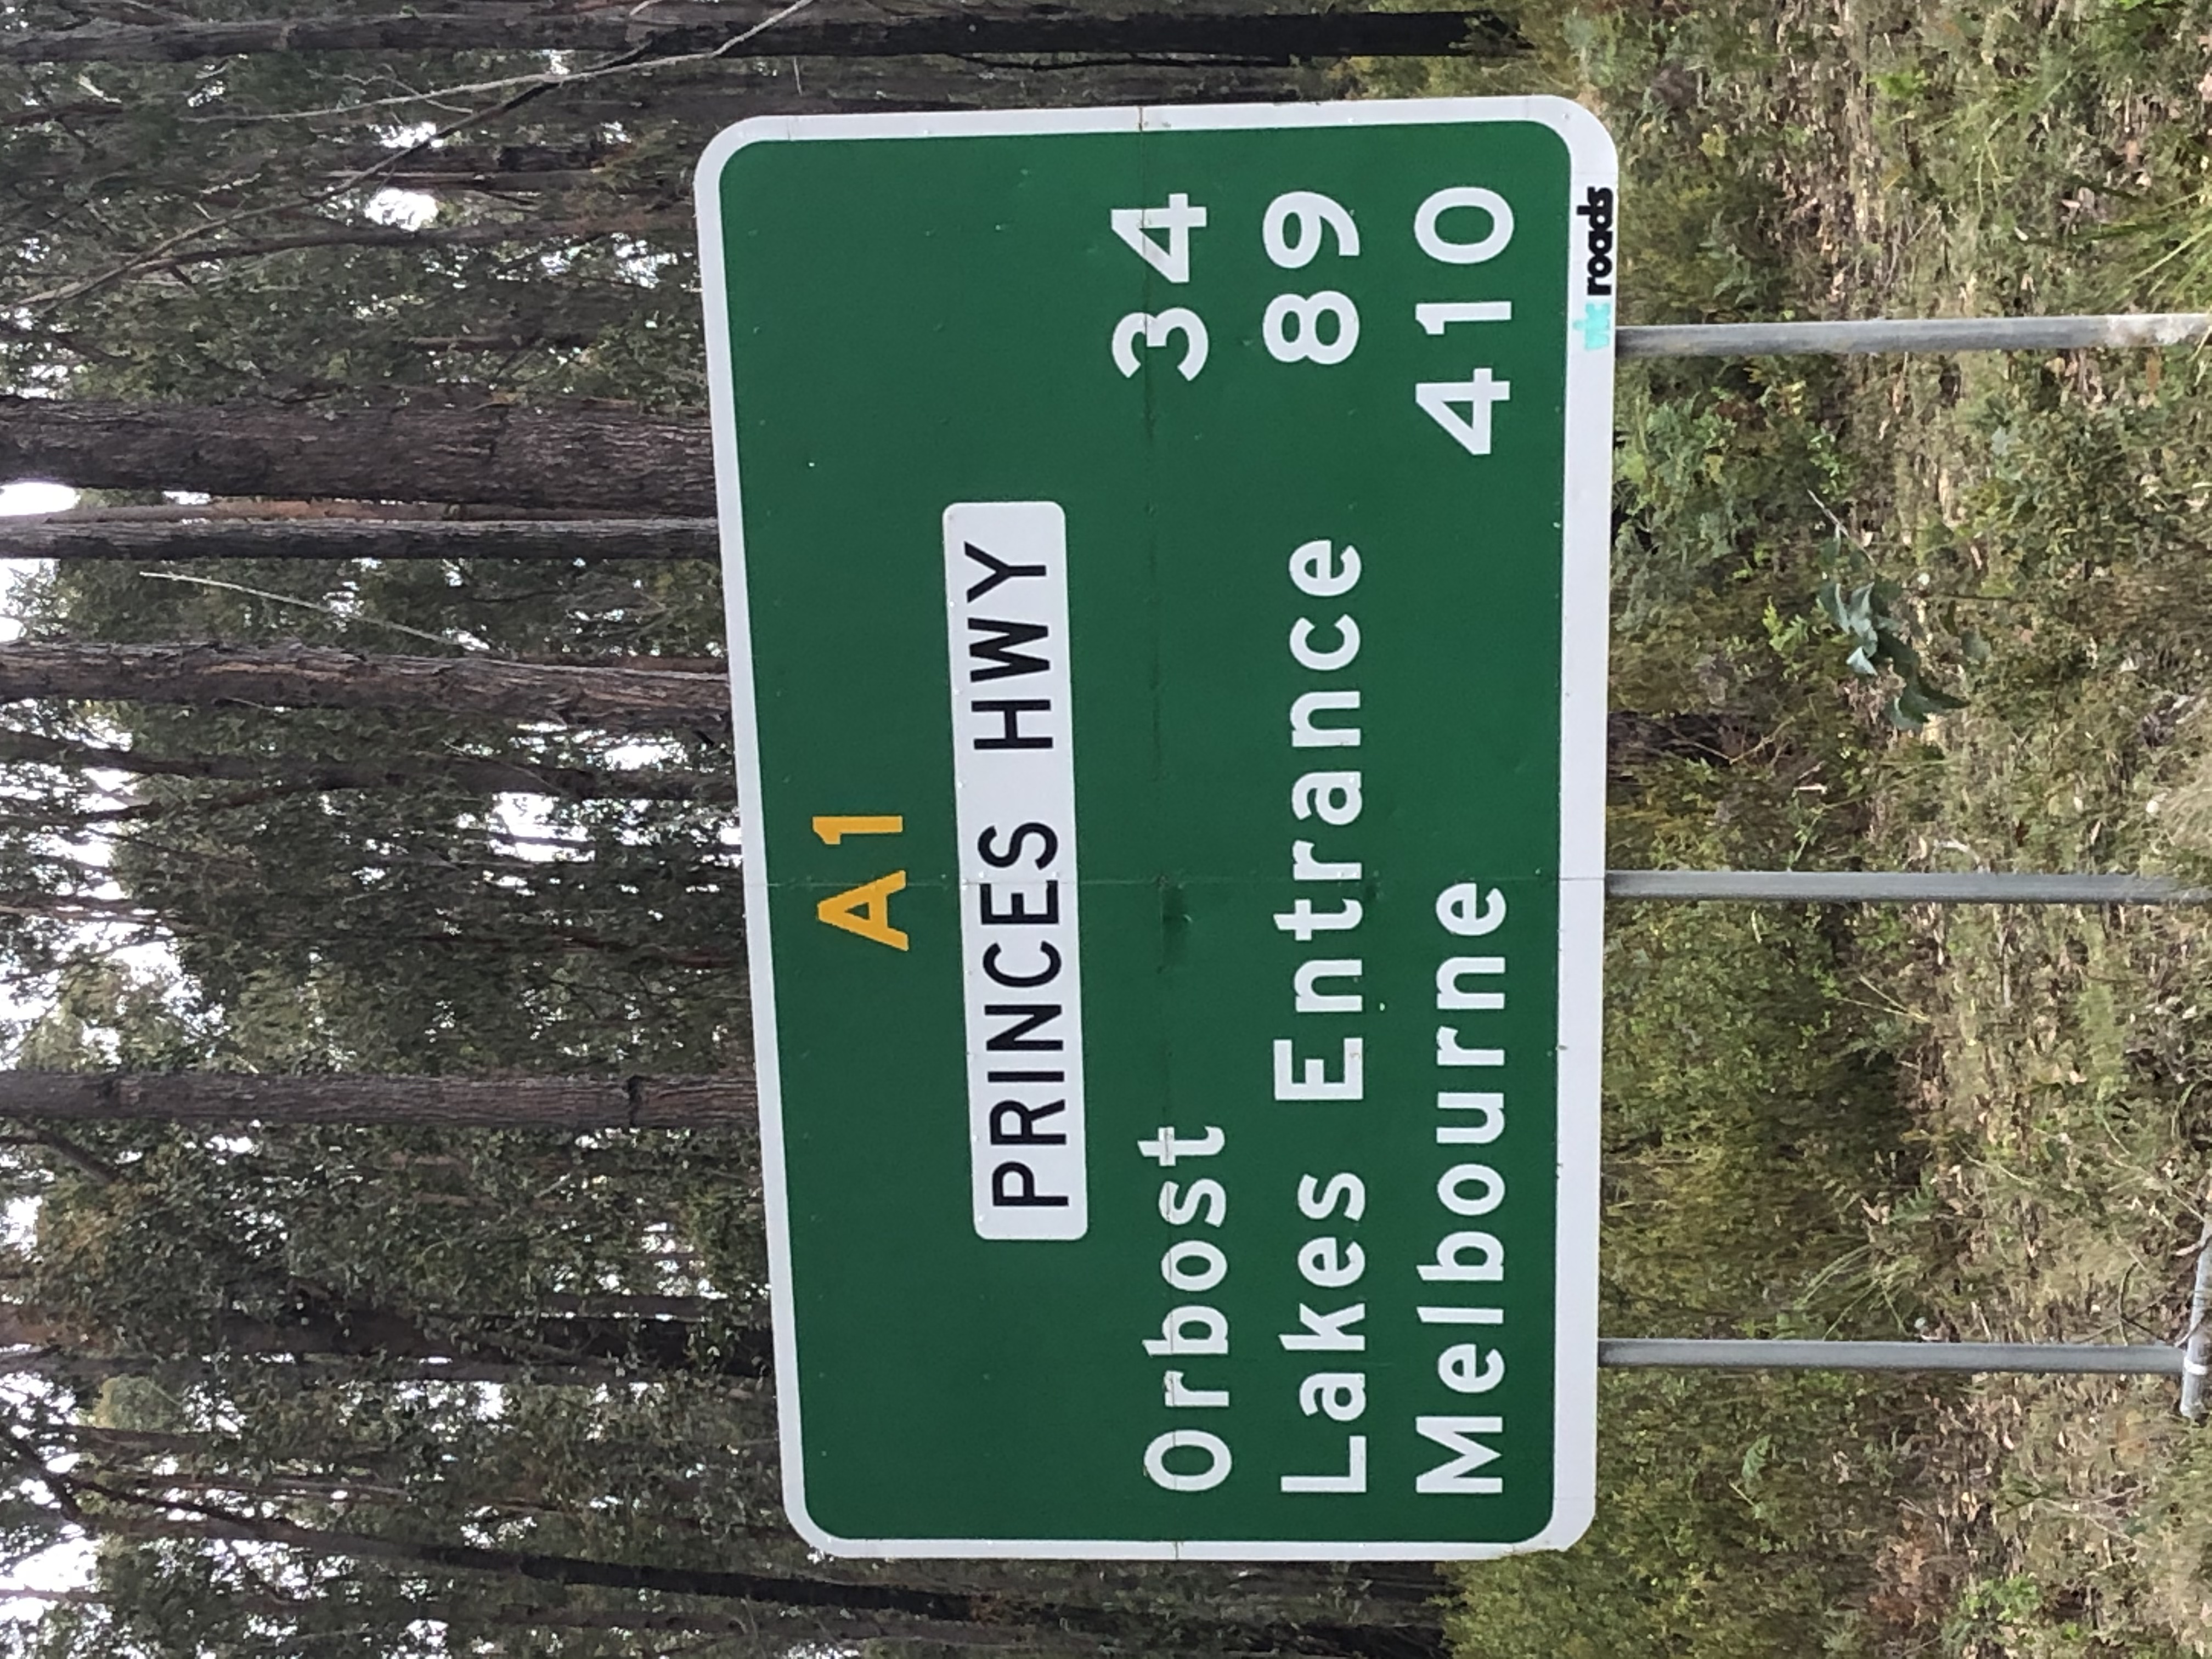 A1
PRINCES HWY
Orbost 34
Lakes Entrance 89
Melbourne 410
vicroads